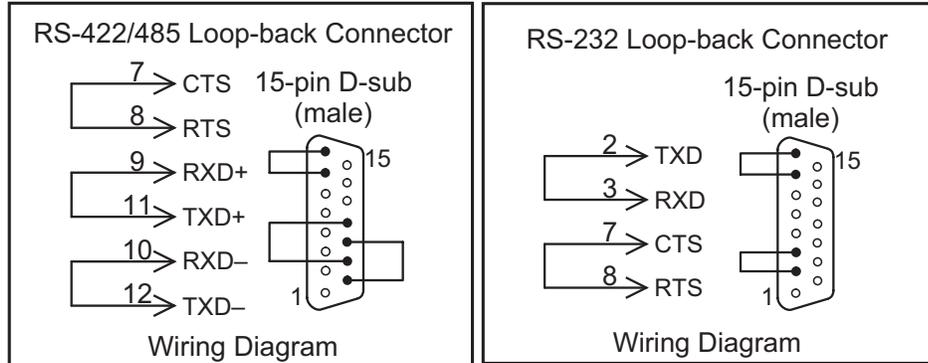 RS-422/485 Loop-back Connector
7 CTS
8 RTS
9 RXD+
11 TXD+
10 RXD–
12 TXD–
15-pin D-sub
(male)
15
1
Wiring Diagram
RS-232 Loop-back Connector
2 TXD
3 RXD
7 CTS
8 RTS
15-pin D-sub
(male)
15
1
Wiring Diagram